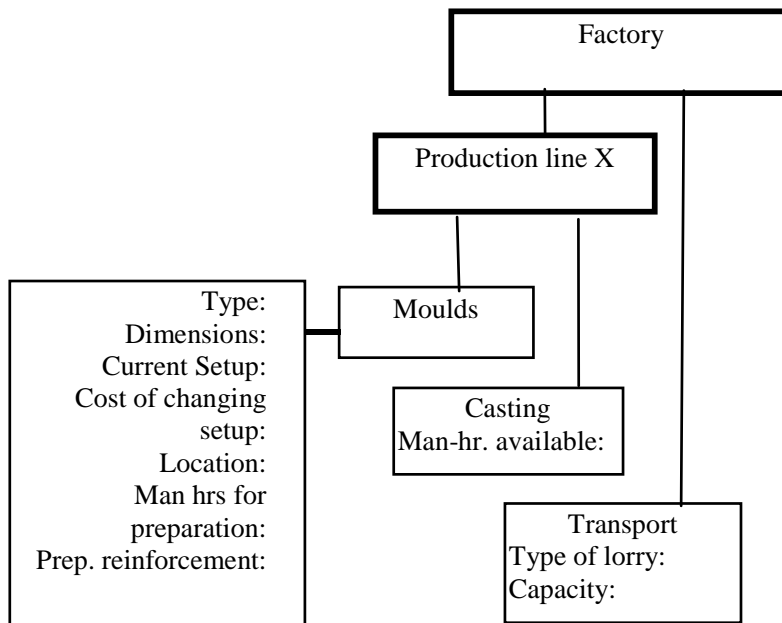 Factory
Production line X
Type:
Dimensions:
Current Setup:
Cost of changing
setup:
Location:
Man hrs for
preparation:
Prep. reinforcement:
Moulds
Casting
Man-hr. available:
Transport
Type of lorry:
Capacity: